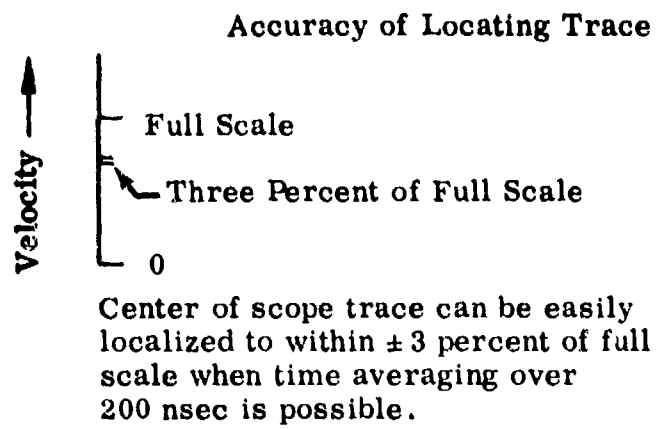 Accuracy of Locating Trace
Velocity
Full Scale
Three Percent of Full Scale
0
Center of scope trace can be easily
localized to within ± 3 percent of full
scale when time averaging over
200 nsec is possible.